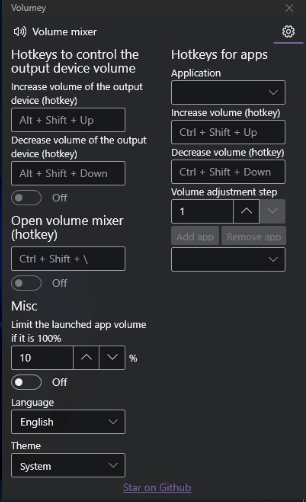 Volumey
Volume mixer
Hotkeys to control the
output device volume
Increase volume of the output
device (hotkey)
Alt + Shift + Up
Decrease volume of the output
device (hotkey)
Alt + Shift + Down
Off
Open volume mixer
(hotkey)
Ctrl + Shift + \
Off
Misc
Limit the launched app volume
if it is 100%
10
%
Off
Language
English
Theme
System
Hotkeys for apps
Application
Increase volume (hotkey)
Ctrl + Shift + Up
Decrease volume (hotkey)
Ctrl + Shift + Down
Volume adjustment step
1
Add app
Remove app
Star on Github